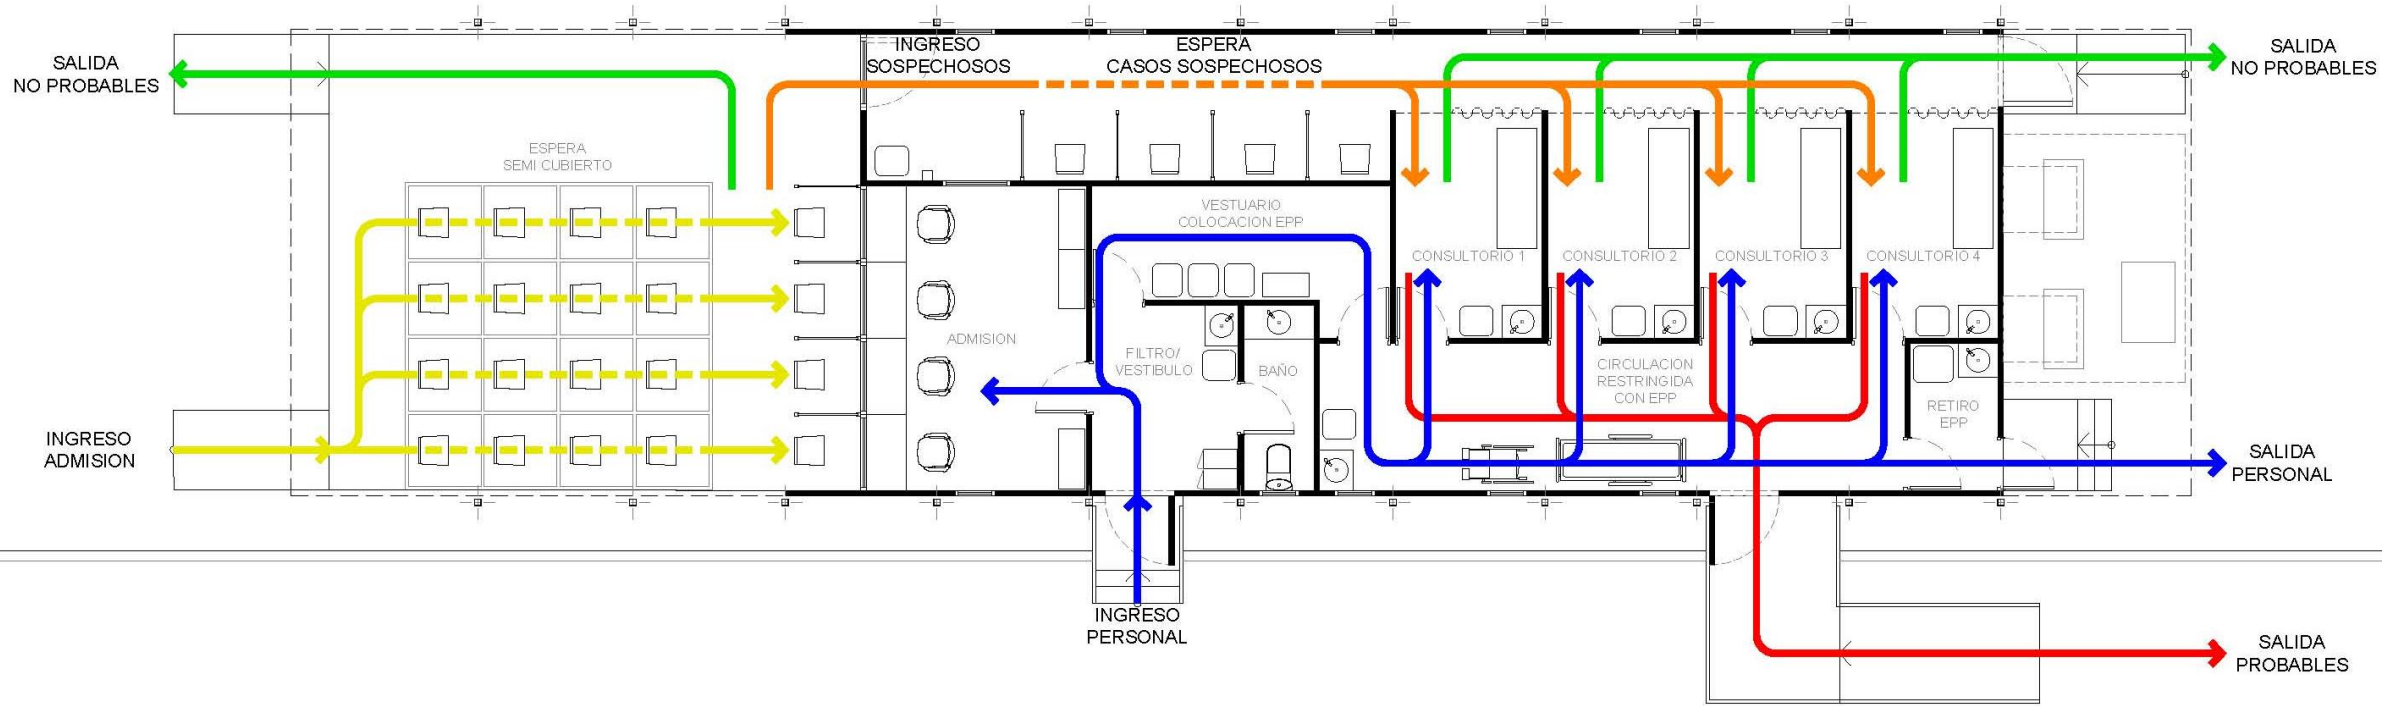 SALIDA
NO PROBABLES
INGRESO
SOSPECHOSOS
ESPERA
CASOS SOSPECHOSOS
SALIDA
NO PROBABLES
ESPERA
SEMI CUBIERTO
VESTUARIO
COLOCACION EPP
CONSULTORIO 1
CONSULTORIO 2
CONSULTORIO 3
CONSULTORIO 4
ADMISION
FILTRO/
VESTIBULO
BAÑO
CIRCULACION
RESTRINGIDA
CON EPP
RETIRO
EPP
INGRESO
ADMISION
SALIDA
PERSONAL
INGRESO
PERSONAL
SALIDA
PROBABLES